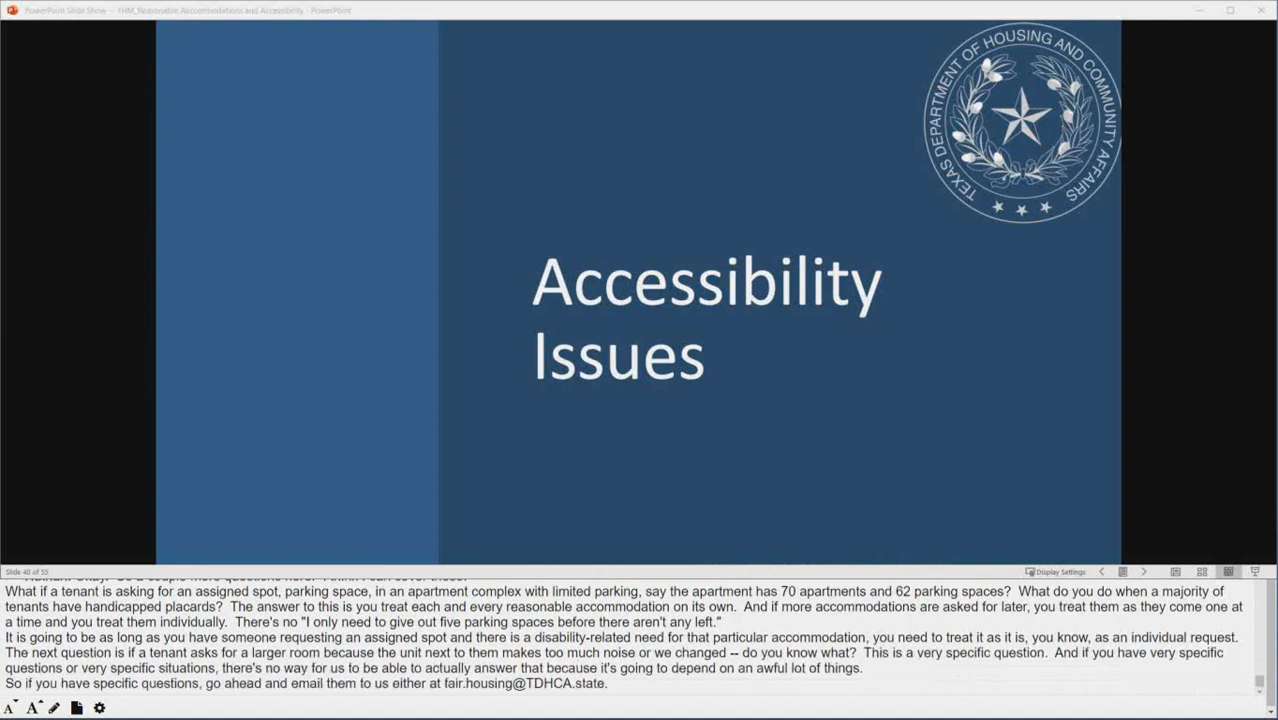 PowerPoint Slide Show - FHM_Reasonable Accommodations and Accessibility - PowerPoint
TEXAS DEPARTMENT OF HOUSING AND COMMUNITY AFFAIRS
Accessibility
Issues
Slide 40 of 55
Display Settings
What if a tenant is asking for an assigned spot, parking space, in an apartment complex with limited parking, say the apartment has 70 apartments and 62 parking spaces?  What do you do when a majority of
tenants have handicapped placards?  The answer to this is you treat each and every reasonable accommodation on its own.  And if more accommodations are asked for later, you treat them as they come one at
a time and you treat them individually.  There's no "I only need to give out five parking spaces before there aren't any left."
It is going to be as long as you have someone requesting an assigned spot and there is a disability-related need for that particular accommodation, you need to treat it as it is, you know, as an individual request.
The next question is if a tenant asks for a larger room because the unit next to them makes too much noise or we changed -- do you know what?  This is a very specific question.  And if you have very specific
questions or very specific situations, there's no way for us to be able to actually answer that because it's going to depend on an awful lot of things.
So if you have specific questions, go ahead and email them to us either at fair.housing@TDHCA.state.
A A